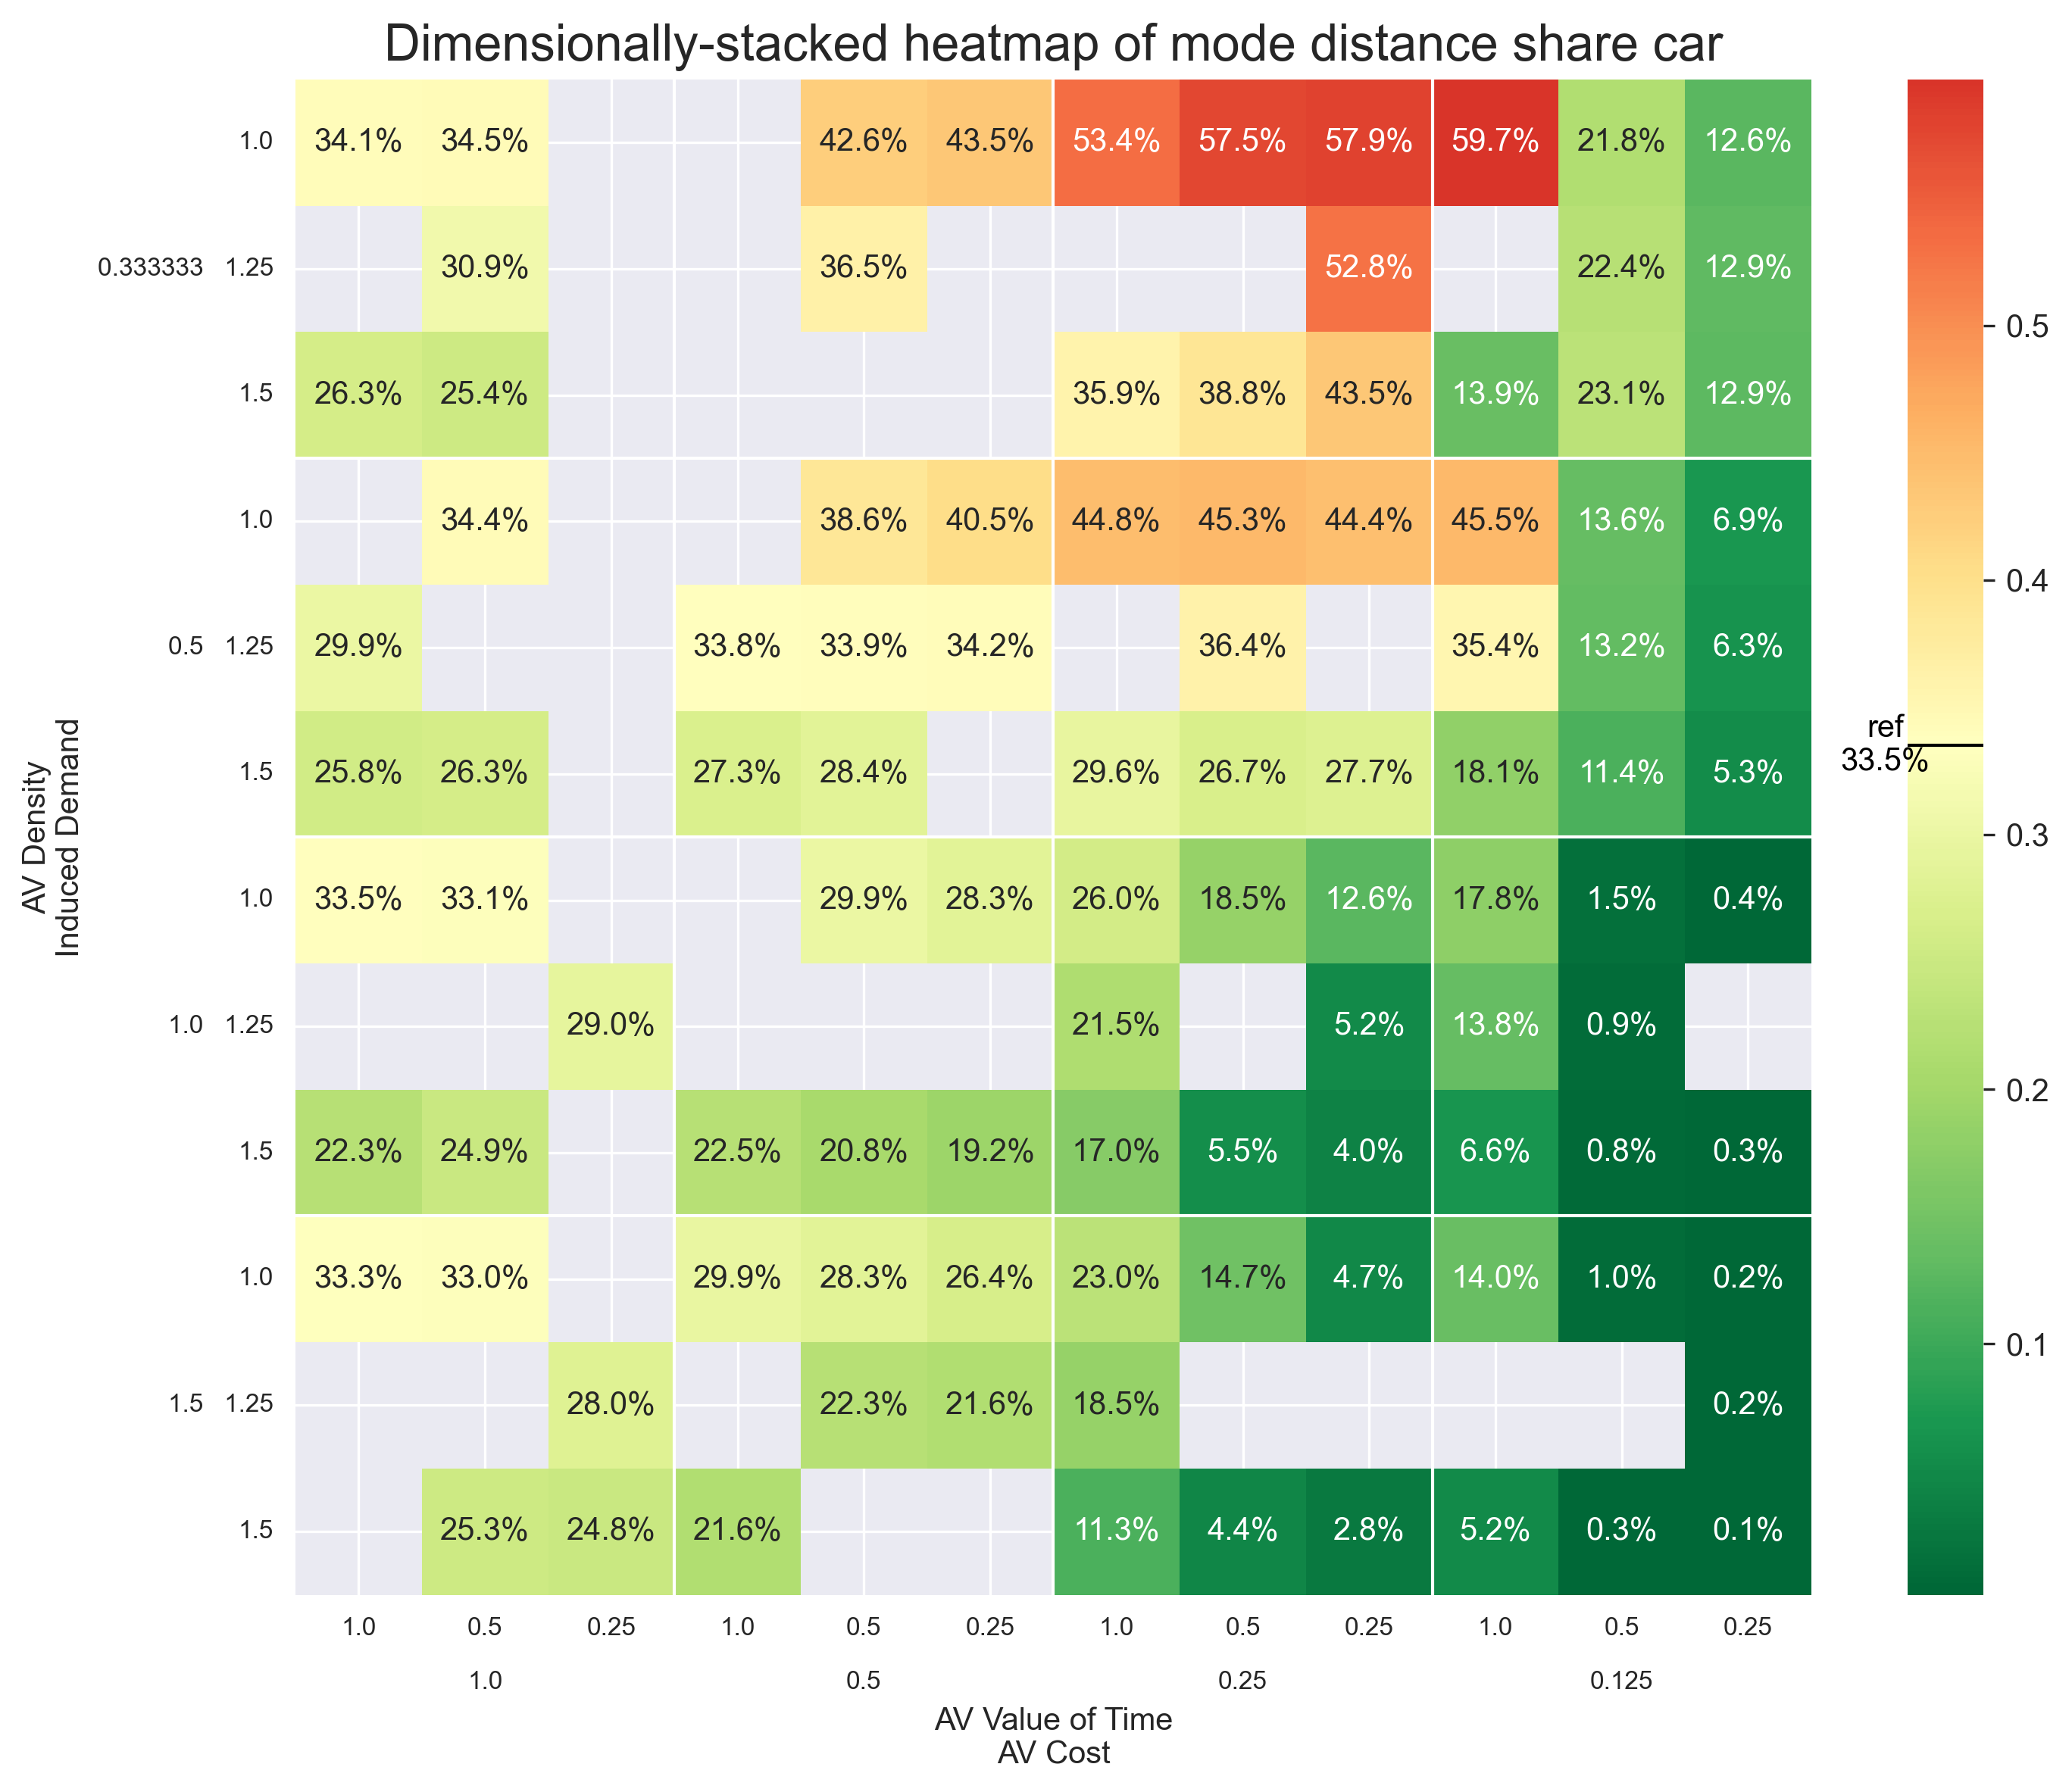 Dimensionally-stacked heatmap of mode distance share car
1.0 34.1% 34.5% 42.6% 43.5% 53.4% 57.5% 57.9% 59.7% 21.8% 12.6%
0.333333 1.25 30.9% 36.5% 52.8% 22.4% 12.9%
1.5 26.3% 25.4% 35.9% 38.8% 43.5% 13.9% 23.1% 12.9%
1.0 34.4% 38.6% 40.5% 44.8% 45.3% 44.4% 45.5% 13.6% 6.9%
0.5 1.25 29.9% 33.8% 33.9% 34.2% 36.4% 35.4% 13.2% 6.3%
1.5 25.8% 26.3% 27.3% 28.4% 29.6% 26.7% 27.7% 18.1% 11.4% 5.3%
1.0 33.5% 33.1% 29.9% 28.3% 26.0% 18.5% 12.6% 17.8% 1.5% 0.4%
1.0 1.25 29.0% 21.5% 5.2% 13.8% 0.9%
1.5 22.3% 24.9% 22.5% 20.8% 19.2% 17.0% 5.5% 4.0% 6.6% 0.8% 0.3%
1.0 33.3% 33.0% 29.9% 28.3% 26.4% 23.0% 14.7% 4.7% 14.0% 1.0% 0.2%
1.5 1.25 28.0% 22.3% 21.6% 18.5% 0.2%
1.5 25.3% 24.8% 21.6% 11.3% 4.4% 2.8% 5.2% 0.3% 0.1%
1.0 0.5 0.25 1.0 0.5 0.25 1.0 0.5 0.25 1.0 0.5 0.25
1.0 0.5 0.25 0.125
AV Value of Time
AV Cost
AV Density
Induced Demand
0.5
0.4
ref
33.5%
0.3
0.2
0.1